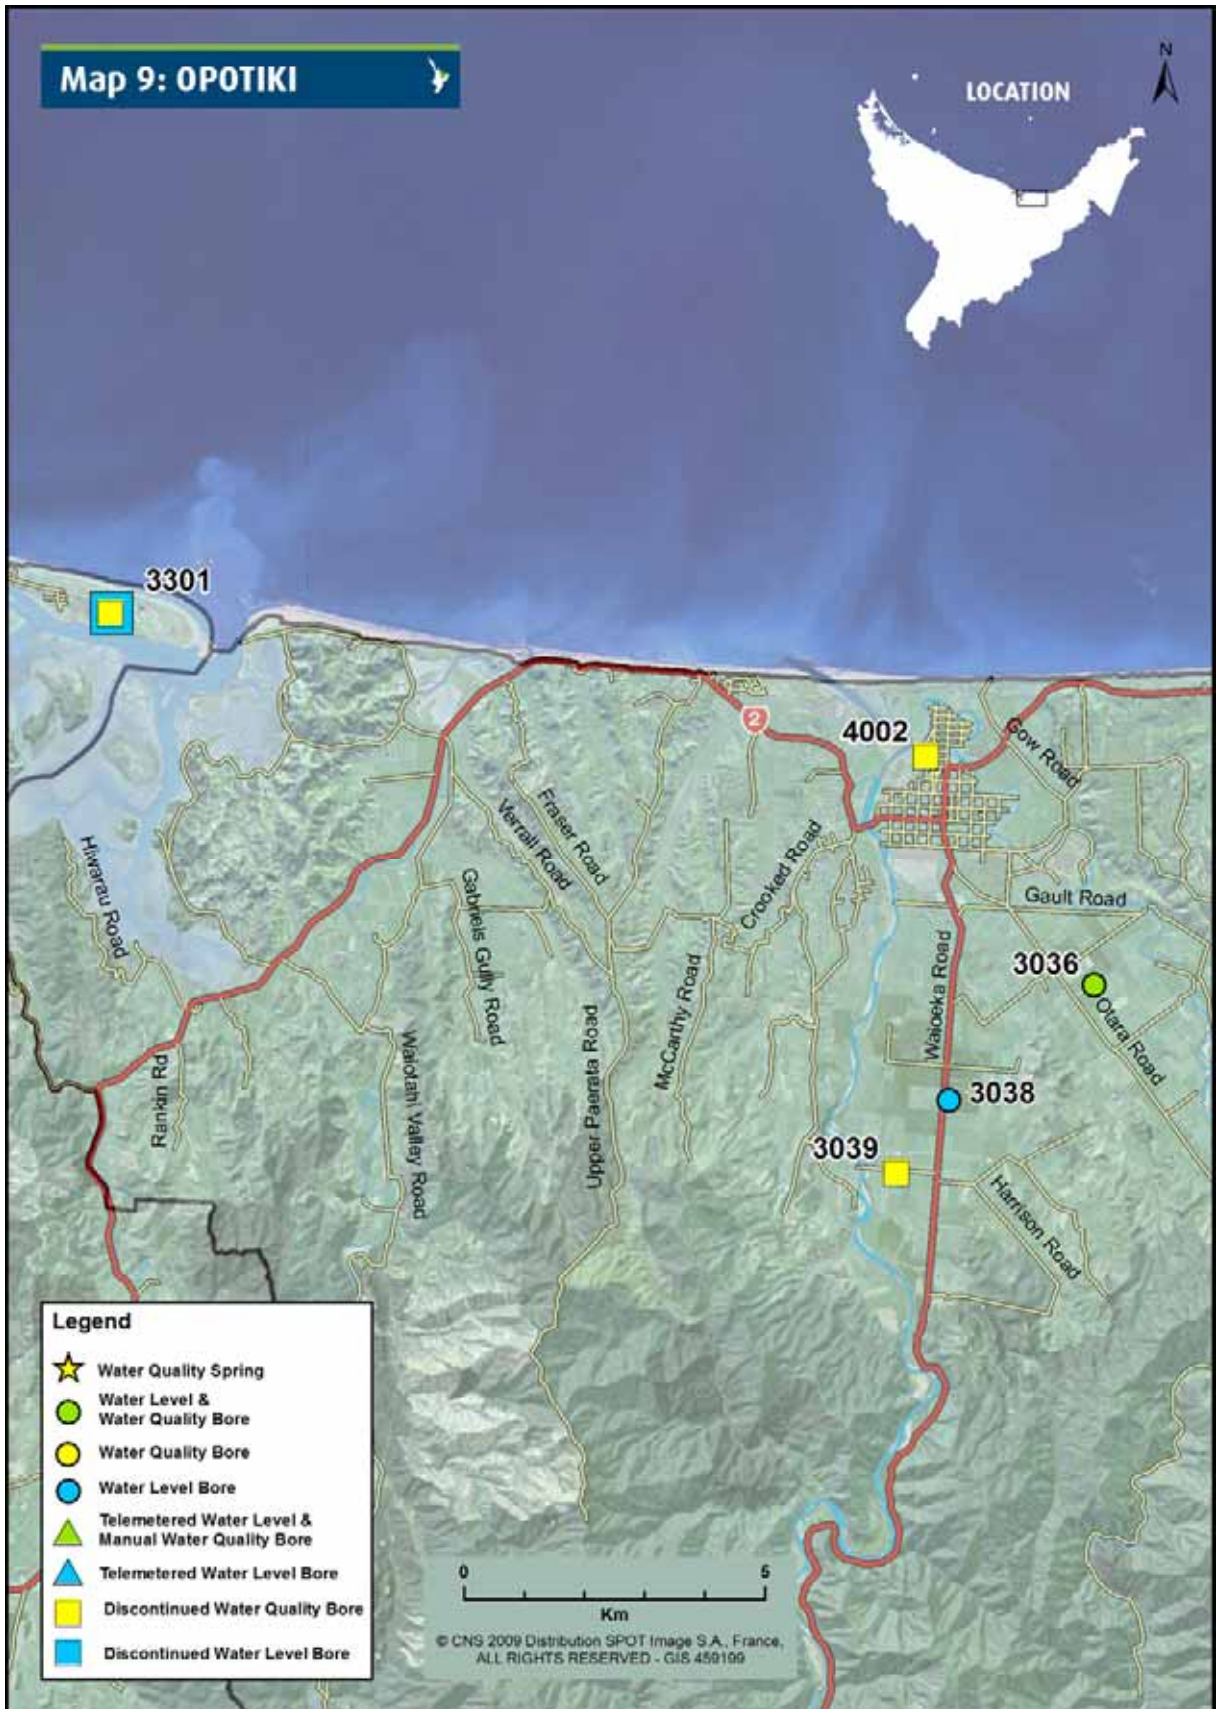 Map 9: OPOTIKI
N
LOCATION
3301
2
4002
Gow Road
Fraser Road
Verrall Road
Crooked Road
Hiwarau Road
Gabrieis Gully Road
Gault Road
Waioeka Road
3036
Otara Road
McCarthy Road
Upper Paerata Road
Waiotahi Valley Road
Rankin Rd
3038
3039
Harrison Road
Legend
Water Quality Spring
Water Level &
Water Quality Bore
Water Quality Bore
Water Level Bore
Telemetered Water Level &
Manual Water Quality Bore
Telemetered Water Level Bore
Discontinued Water Quality Bore
Discontinued Water Level Bore
0 5
Km
© CNS 2009 Distribution SPOT Image S.A., France,
ALL RIGHTS RESERVED - GIS 459199